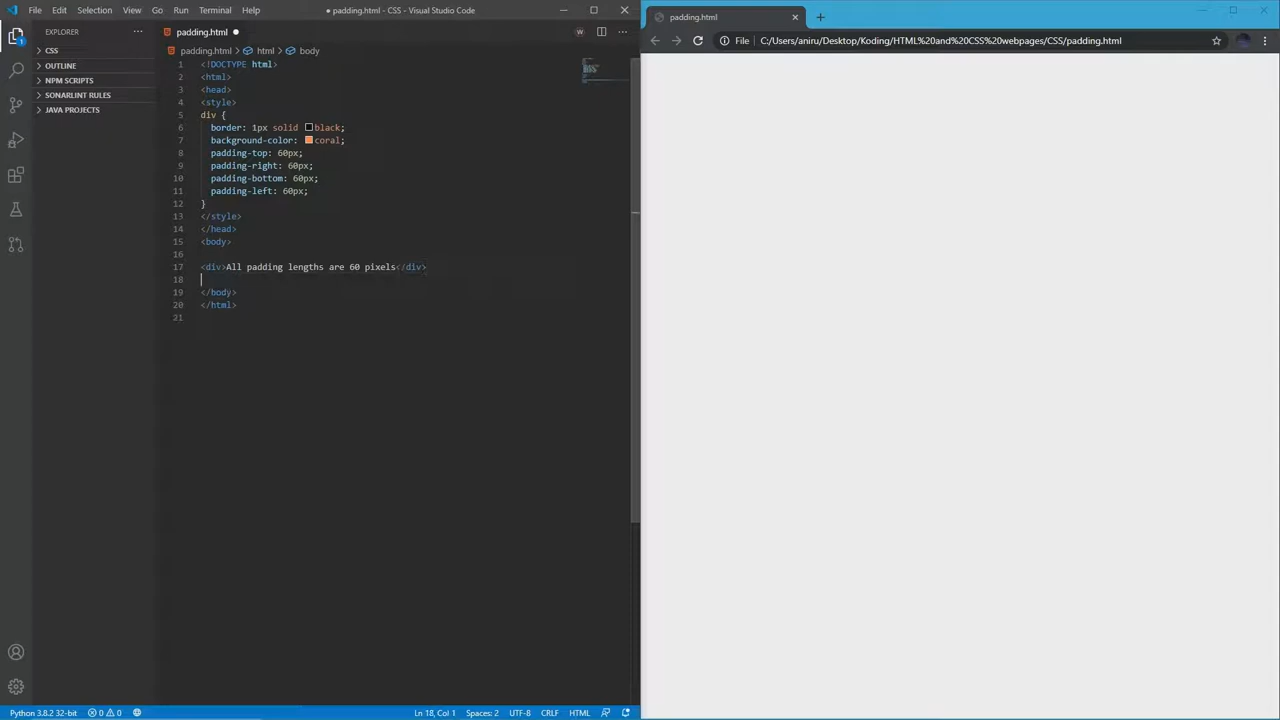 File Edit Selection View Go Run Terminal Help
● padding.html - CSS - Visual Studio Code
EXPLORER
CSS
OUTLINE
NPM SCRIPTS
SONARLINT RULES
JAVA PROJECTS
1
padding.html
padding.html > html > body
1 <!DOCTYPE html>
2 <html>
3 <head>
4 <style>
5 div {
6 border: 1px solid black;
7 background-color: coral;
8 padding-top: 60px;
9 padding-right: 60px;
10 padding-bottom: 60px;
11 padding-left: 60px;
12 }
13 </style>
14 </head>
15 <body>
16
17 <div>All padding lengths are 60 pixels</div>
18
19 </body>
20 </html>
21
Python 3.8.2 32-bit 0 0 Ln 18, Col 1 Spaces: 2 UTF-8 CRLF HTML
padding.html
File C:/Users/aniru/Desktop/Koding/HTML%20and%20CSS%20webpages/CSS/padding.html